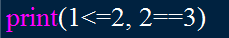 print(1<=2, 2==3)